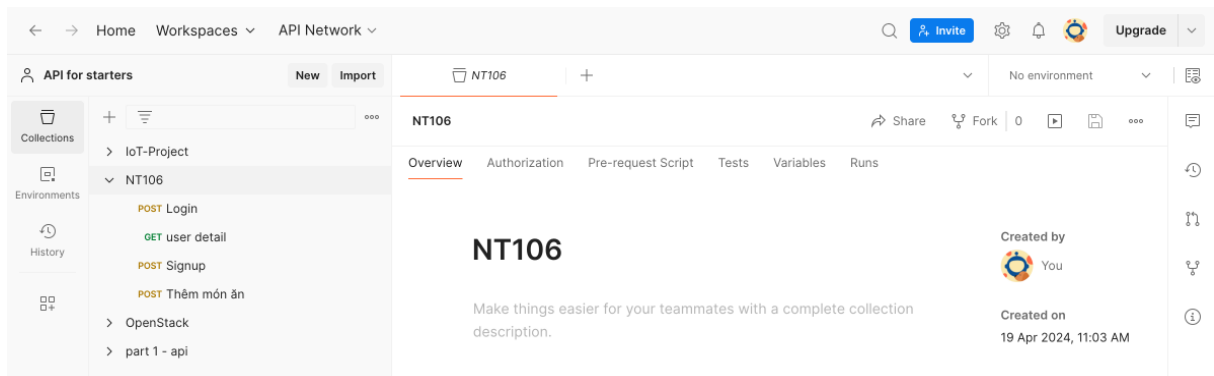 Home Workspaces API Network Invite Upgrade
API for starters New Import NT106 No environment
Collections
Environments
History
IoT-Project
NT106
POST Login
GET user detail
POST Signup
POST Thêm món ăn
OpenStack
part 1 - api
NT106 Share Fork 0
Overview Authorization Pre-request Script Tests Variables Runs
NT106
Make things easier for your teammates with a complete collection
description.
Created by
You
Created on
19 Apr 2024, 11:03 AM